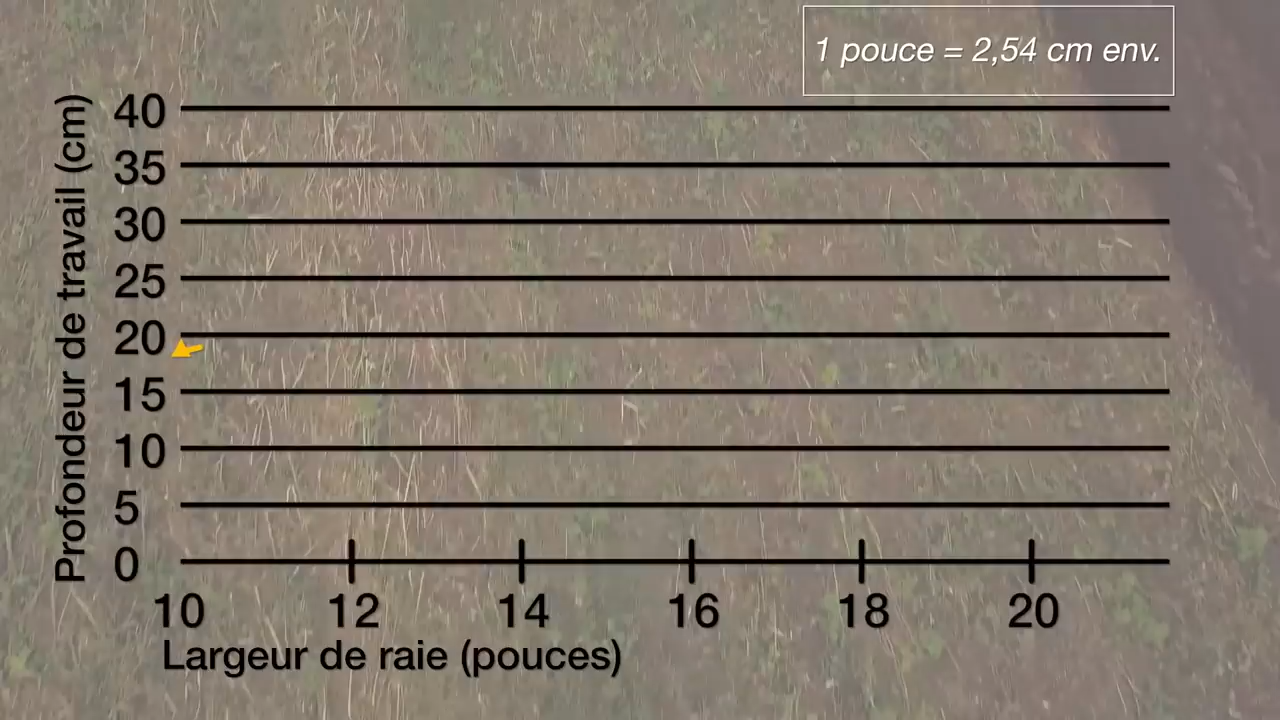 1 pouce = 2,54 cm env.
Profondeur de travail (cm)
40
35
30
25
20
15
10
5
0
10 12 14 16 18 20
Largeur de raie (pouces)